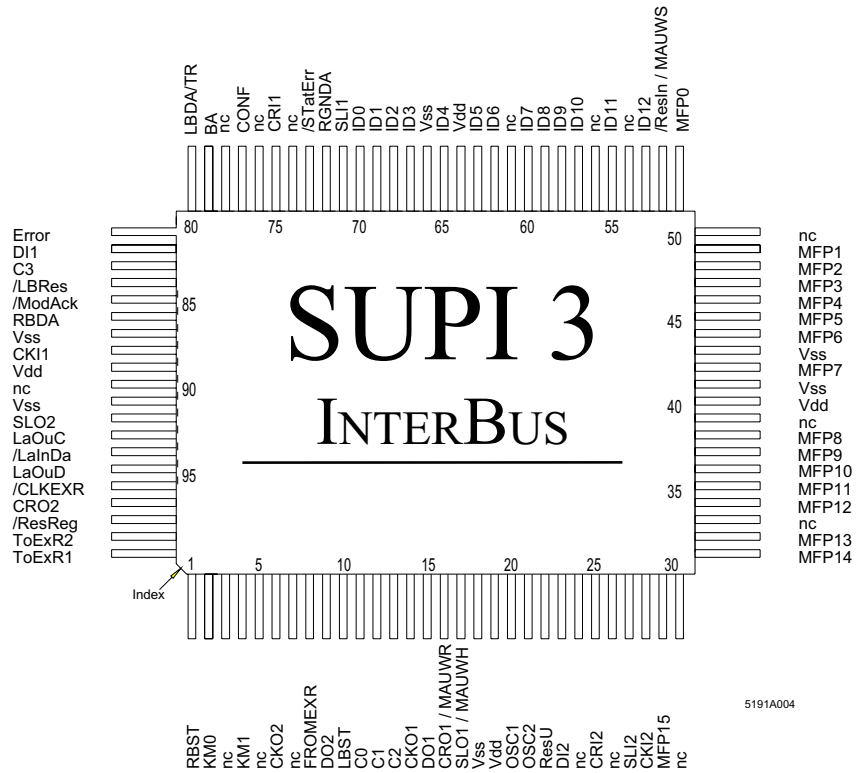 LBDA/TR
BA
nc
CONF
nc
CRI1
nc
/STatErr
RGNDA
SLI1
ID0
ID1
ID2
ID3
Vss
ID4
Vdd
ID5
ID6
nc
ID7
ID8
ID9
ID10
nc
ID11
nc
ID12
/ResIn / MAUWS
MFP0
80 75 70 65 60 55
Error
DI1
C3
/LBRes
/ModAck
RBDA
Vss
CKI1
Vdd
nc
Vss
SLO2
LaOuC
/LaInDa
LaOuD
/CLKEXR
CRO2
/ResReg
ToExR2
ToExR1
85
90
95
SUPI 3
INTERBUS
50
45
40
35
nc
MFP1
MFP2
MFP3
MFP4
MFP5
MFP6
Vss
MFP7
Vss
Vdd
nc
MFP8
MFP9
MFP10
MFP11
MFP12
nc
MFP13
MFP14
1 5 10 15 20 25 30
Index
RBST
KM0
nc
KM1
nc
CKO2
nc
FROMEXR
DO2
LBST
C0
C1
C2
CKO1
DO1
CRO1 / MAUWR
SLO1 / MAUWH
Vss
Vdd
OSC1
OSC2
ResU
DI2
nc
CRI2
nc
SLI2
CKI2
MFP15
nc
5191A004